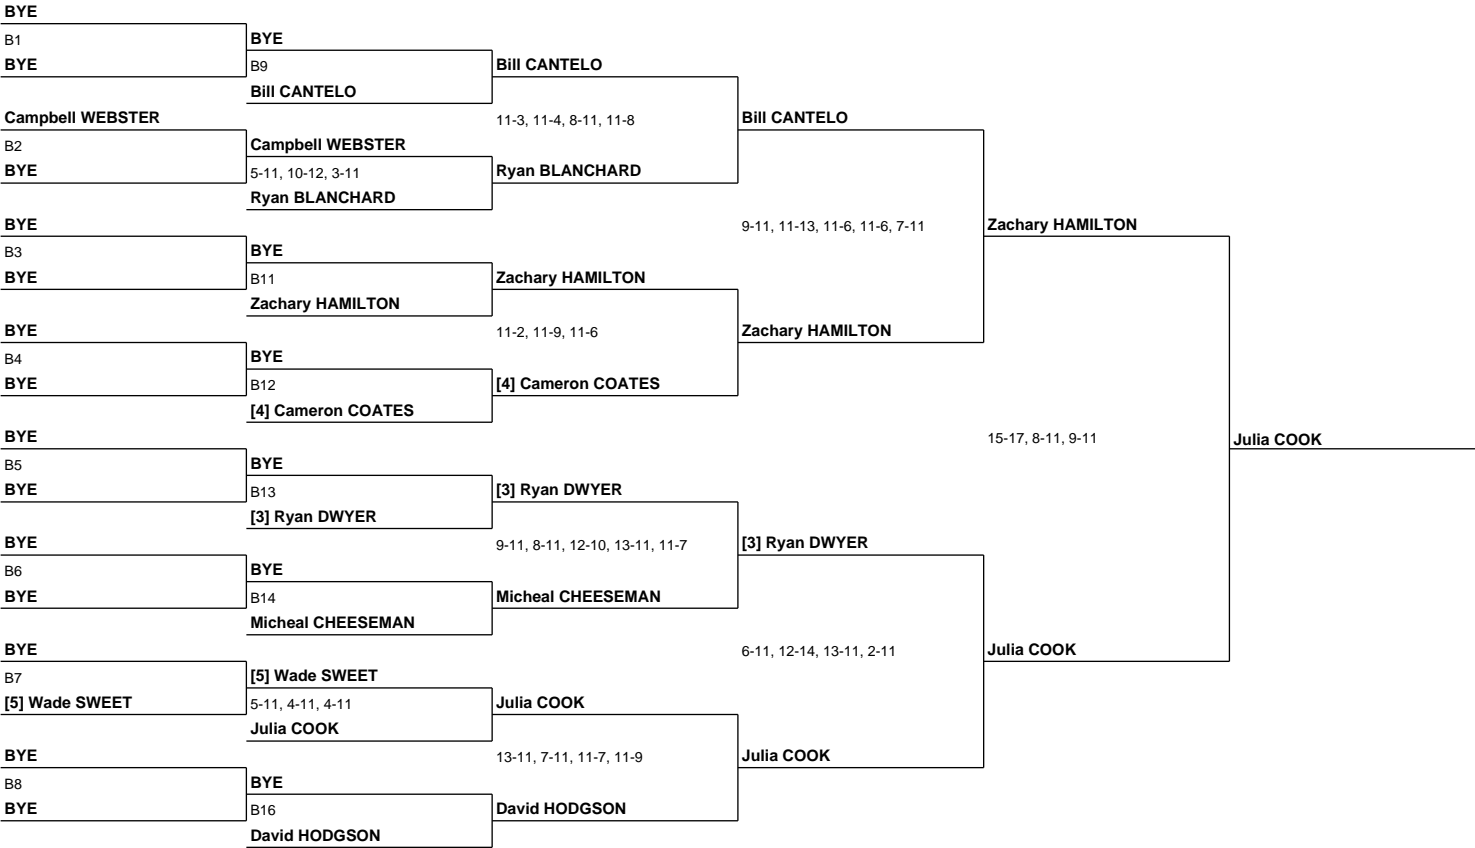 BYE
B1
BYE
Campbell WEBSTER
B2
BYE
BYE
B3
BYE
BYE
B4
BYE
BYE
B5
BYE
BYE
B6
BYE
BYE
B7
[5] Wade SWEET
BYE
B8
BYE
BYE
B9
Bill CANTELO
Campbell WEBSTER
5-11, 10-12, 3-11
Ryan BLANCHARD
BYE
B11
Zachary HAMILTON
BYE
B12
[4] Cameron COATES
BYE
B13
[3] Ryan DWYER
BYE
B14
Micheal CHEESEMAN
[5] Wade SWEET
5-11, 4-11, 4-11
Julia COOK
BYE
B16
David HODGSON
Bill CANTELO
11-3, 11-4, 8-11, 11-8
Ryan BLANCHARD
Zachary HAMILTON
11-2, 11-9, 11-6
[4] Cameron COATES
[3] Ryan DWYER
9-11, 8-11, 12-10, 13-11, 11-7
Micheal CHEESEMAN
Julia COOK
13-11, 7-11, 11-7, 11-9
David HODGSON
Bill CANTELO
9-11, 11-13, 11-6, 11-6, 7-11
Zachary HAMILTON
[3] Ryan DWYER
6-11, 12-14, 13-11, 2-11
Julia COOK
Zachary HAMILTON
15-17, 8-11, 9-11
Julia COOK
Julia COOK